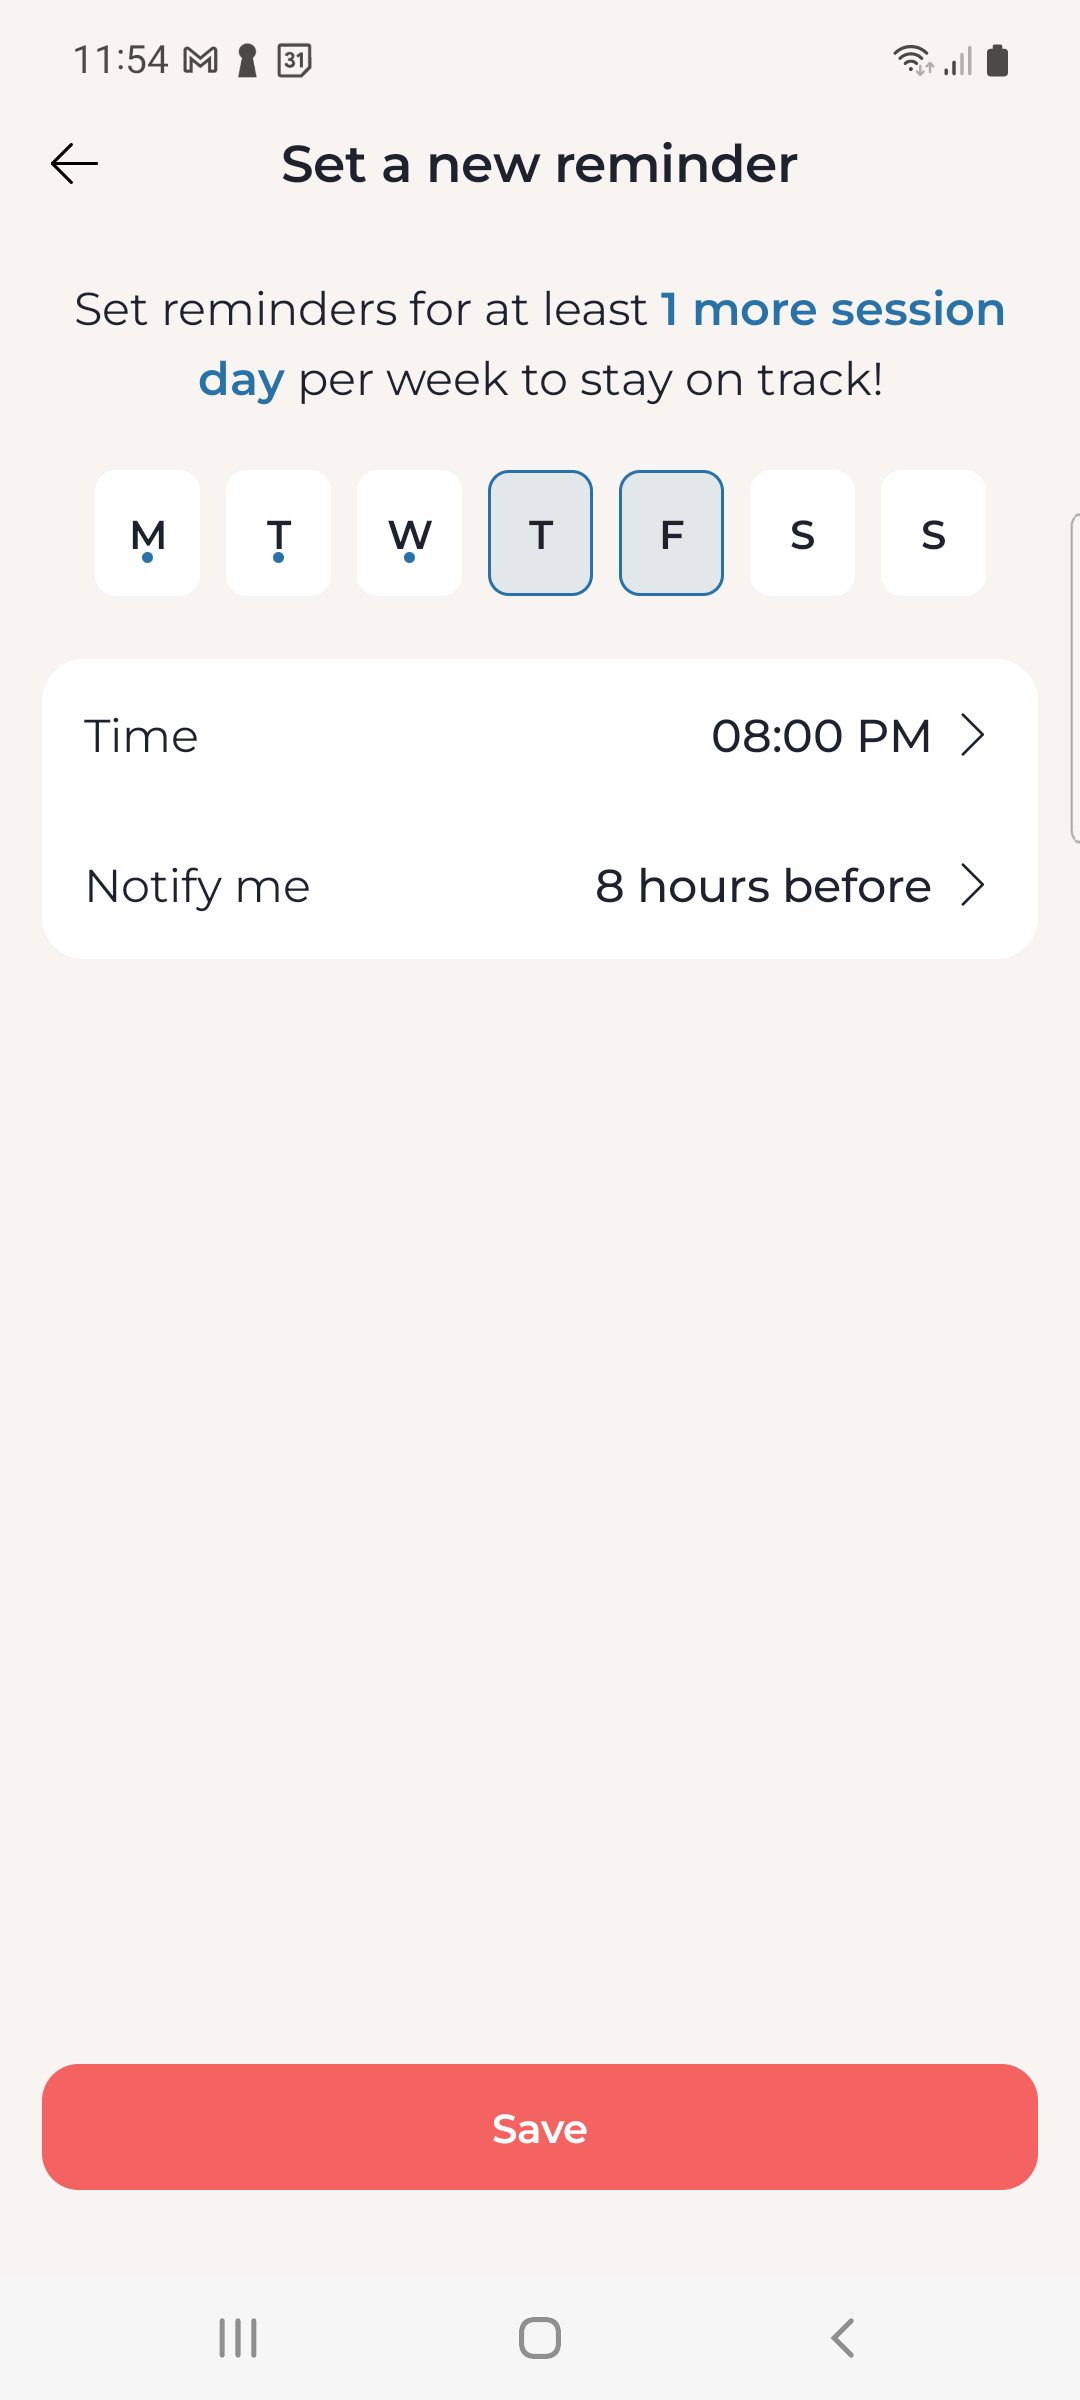 11:54 31
Set a new reminder
Set reminders for at least 1 more session
day per week to stay on track!
M T W T F S S
Time 08:00 PM
Notify me 8 hours before
Save